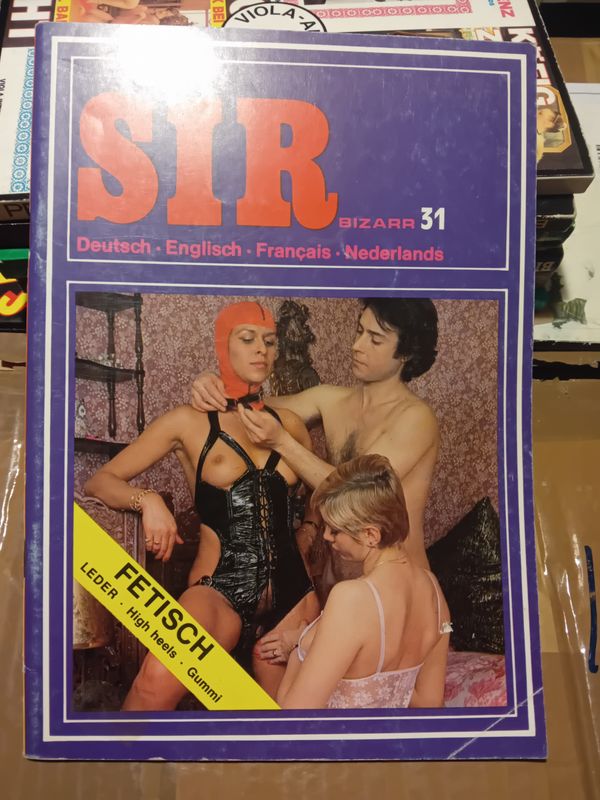 VIOLA-A
SIR
BIZARR 31
Deutsch · Englisch · Français · Nederlands
FETISCH
LEDER · High heels · Gummi